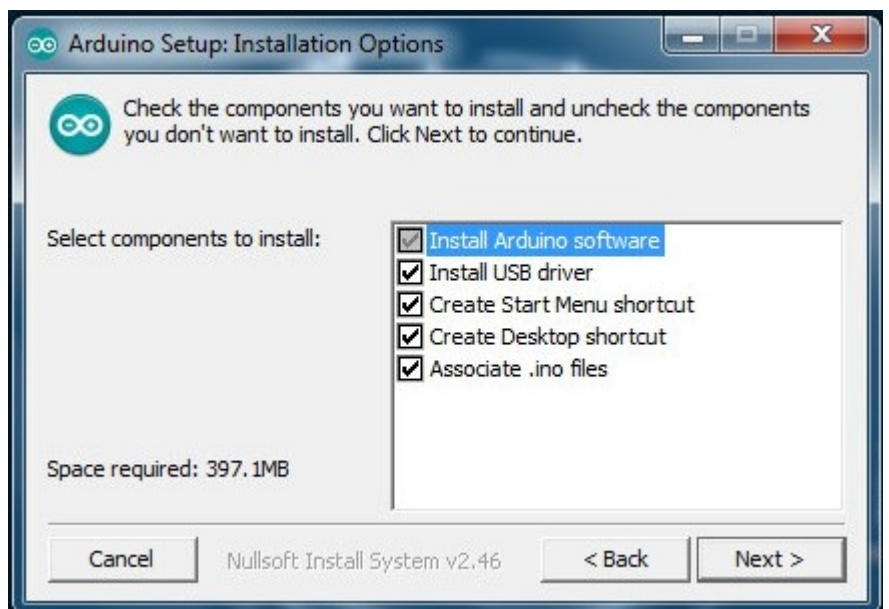 Arduino Setup: Installation Options
Check the components you want to install and uncheck the components
you don't want to install. Click Next to continue.
Select components to install:
Install Arduino software
Install USB driver
Create Start Menu shortcut
Create Desktop shortcut
Associate .ino files
Space required: 397.1MB
Cancel
Nullsoft Install System v2.46
< Back
Next >